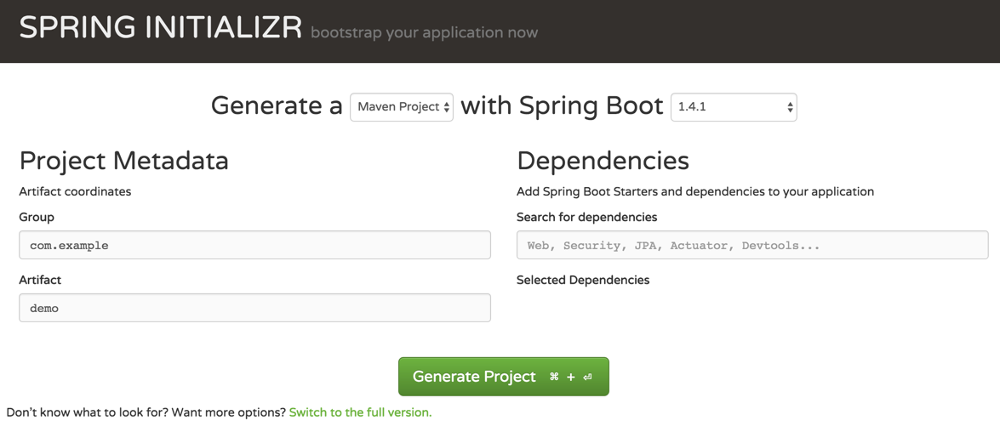 SPRING INITIALIZR bootstrap your application now
Generate a Maven Project with Spring Boot 1.4.1
Project Metadata
Artifact coordinates
Group
com.example
Artifact
demo
Dependencies
Add Spring Boot Starters and dependencies to your application
Search for dependencies
Web, Security, JPA, Actuator, Devtools...
Selected Dependencies
Generate Project ⌘ + ⏎
Don't know what to look for? Want more options? Switch to the full version.